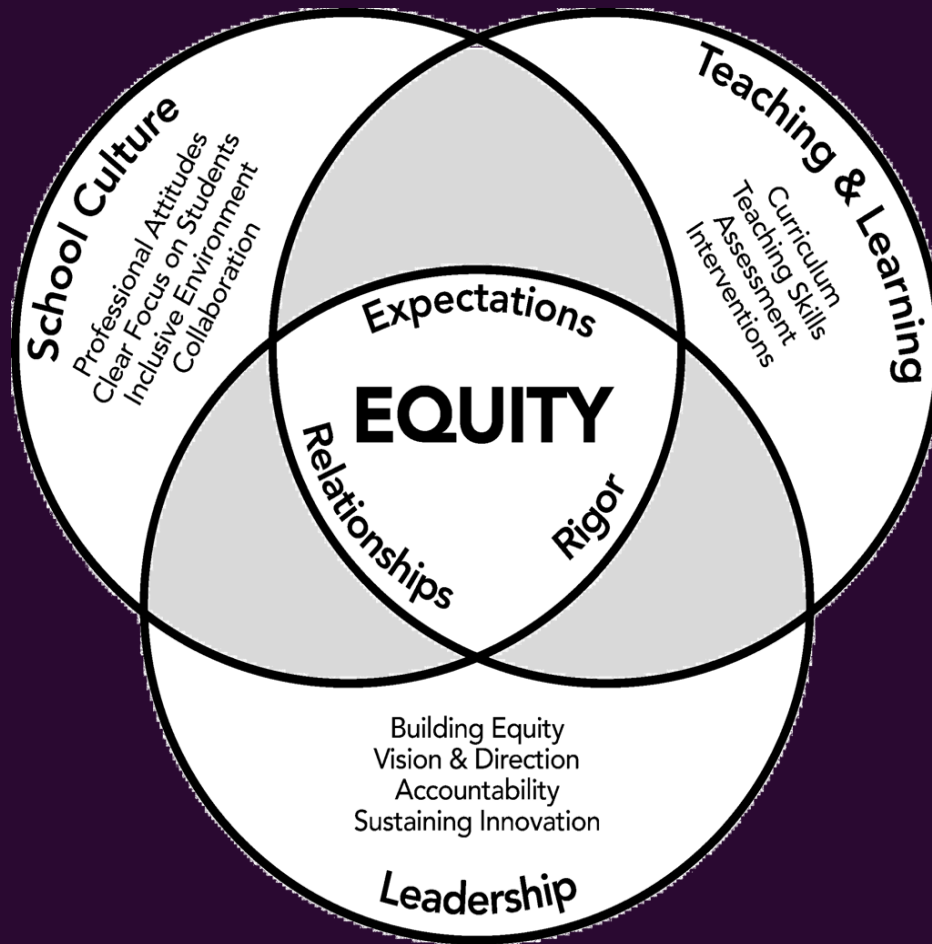 School Culture
Professional Attitudes
Clear Focus on Students
Inclusive Environment
Collaboration
Teaching & Learning
Curriculum
Teaching Skills
Assessment
Interventions
Expectations
EQUITY
Relationships
Rigor
Building Equity
Vision & Direction
Accountability
Sustaining Innovation
Leadership